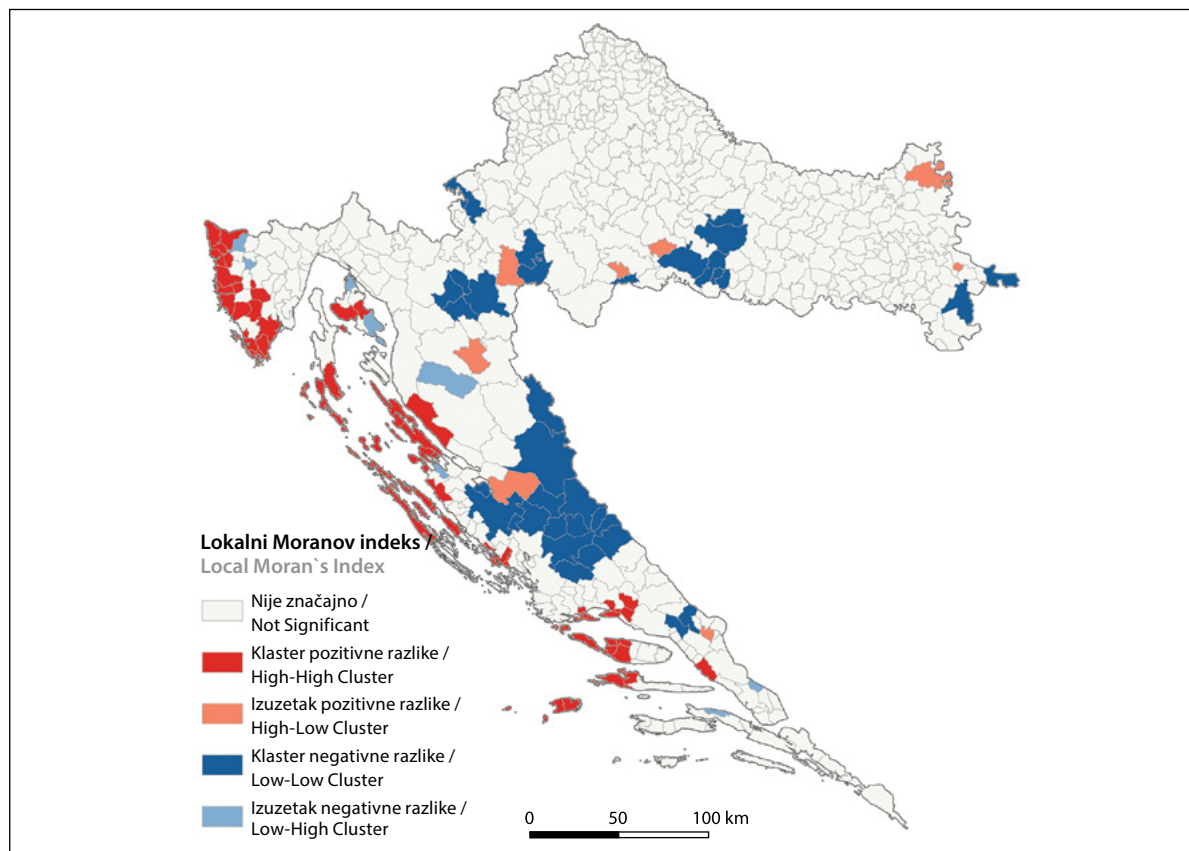 Lokalni Moranov indeks /
Local Moran`s Index
Nije značajno /
Not Significant
Klaster pozitivne razlike /
High-High Cluster
Izuzetak pozitivne razlike /
High-Low Cluster
Klaster negativne razlike /
Low-Low Cluster
Izuzetak negativne razlike /
Low-High Cluster
0 50 100 km